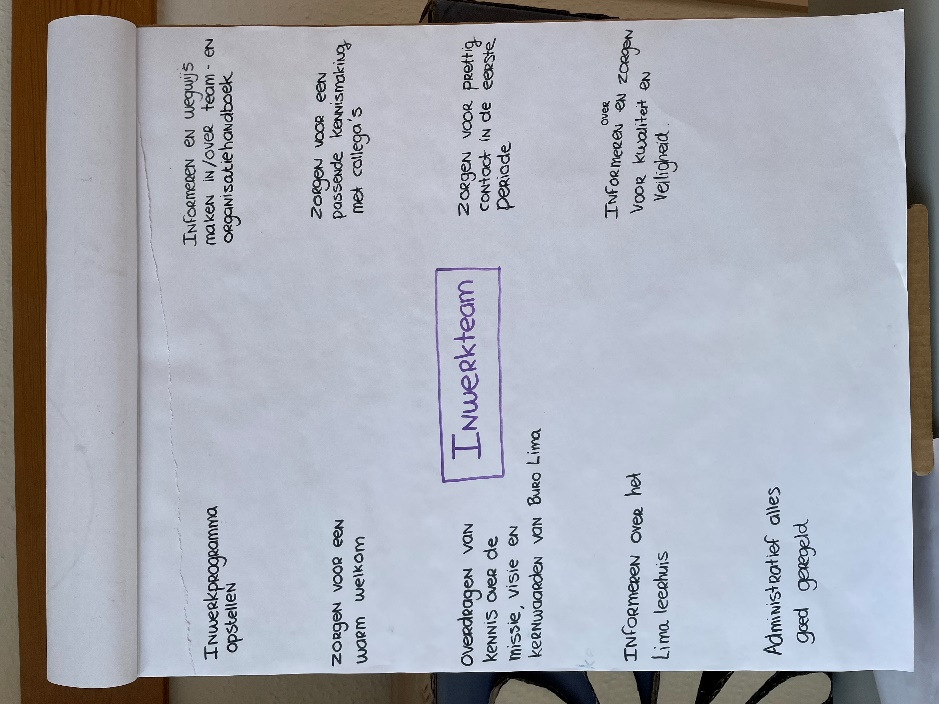 Inwerkprogramma
opstellen
zorgen voor een
warm welkom
overdragen van
kennis over de
missie, visie en
kernwaarden van Buro Lima
Informeren over het
Lima leerhuis
Administratief alles
goed geregeld
Inwerkteam
Informeren en wegwijs
maken in/over team- en
organisatiehandboek
zorgen voor een
passende kennismaking
met collega's
zorgen voor prettig
contact in de eerste
periode
Informeren over en zorgen
voor kwaliteit en
veiligheid.